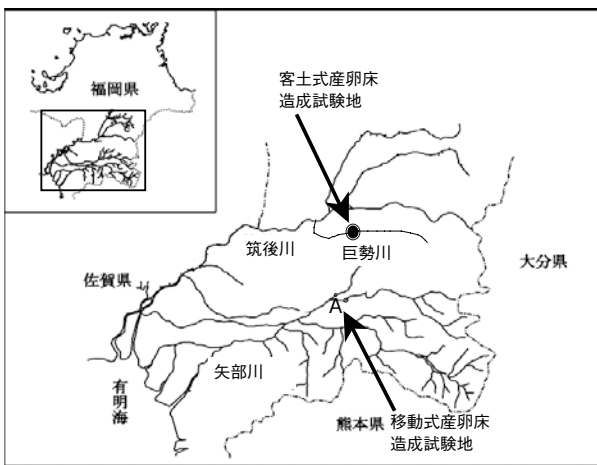 福岡県
客土式産卵床
造成試験地
筑後川
巨勢川
大分県
佐賀県
A
矢部川
有明海
熊本県
移動式産卵床
造成試験地